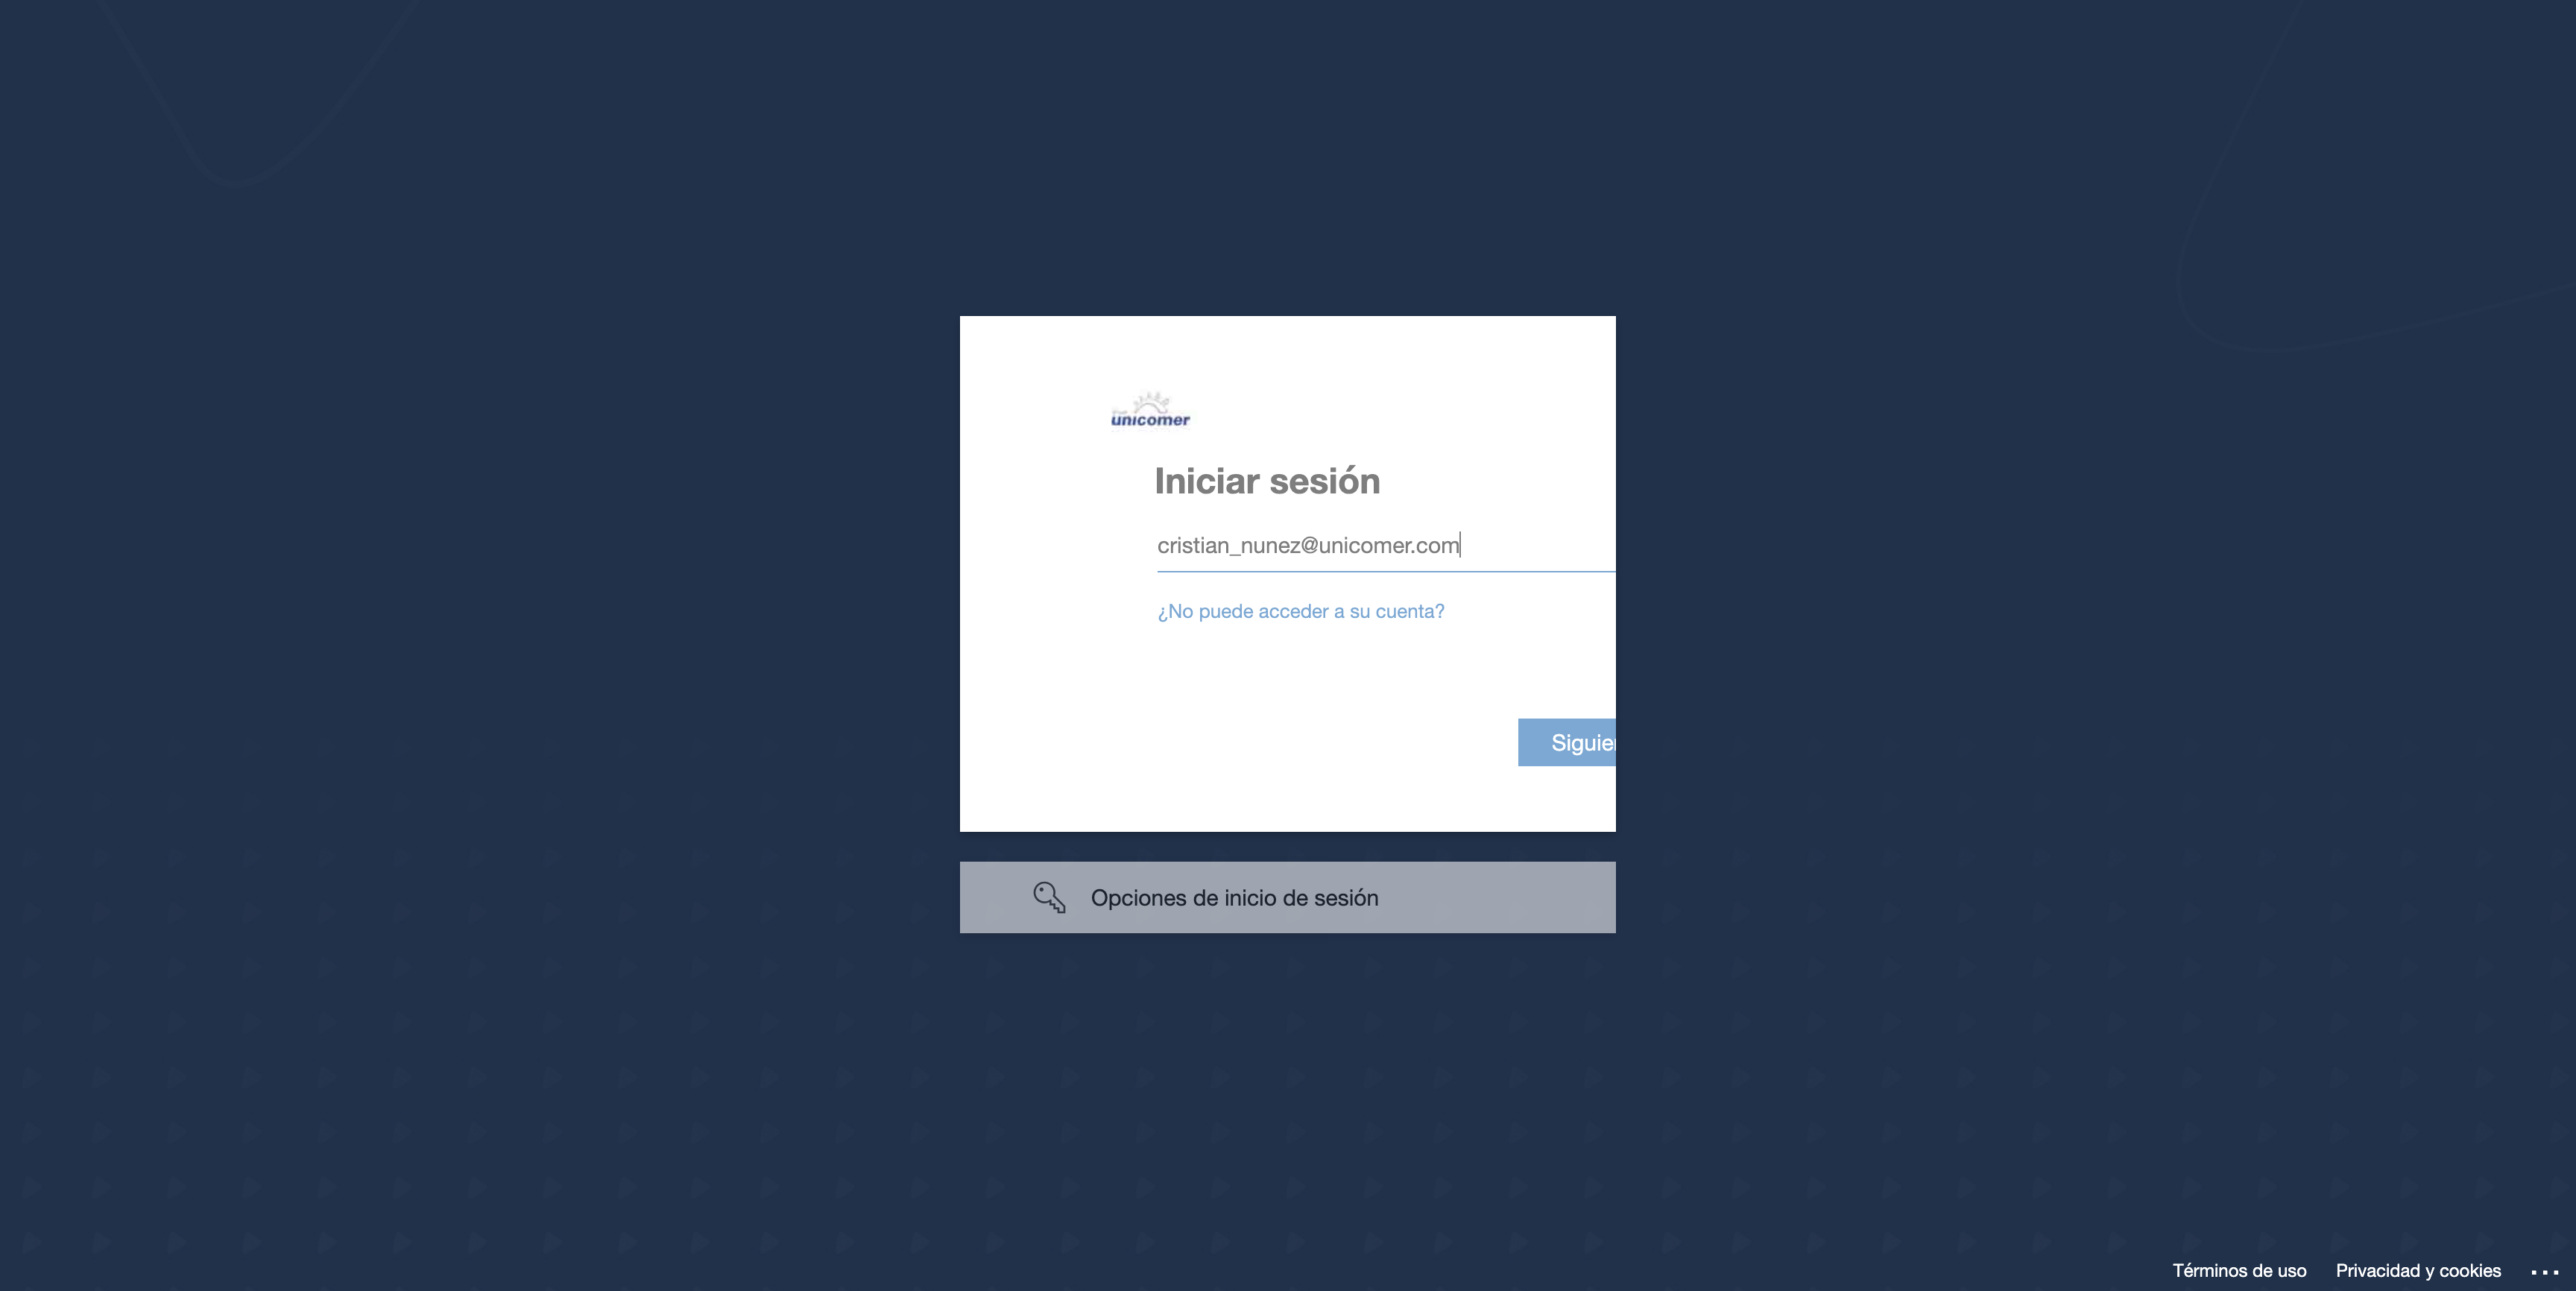 unicomer
Iniciar sesión
cristian_nunez@unicomer.com
¿No puede acceder a su cuenta?
Siguie
Opciones de inicio de sesión
Términos de uso Privacidad y cookies ...